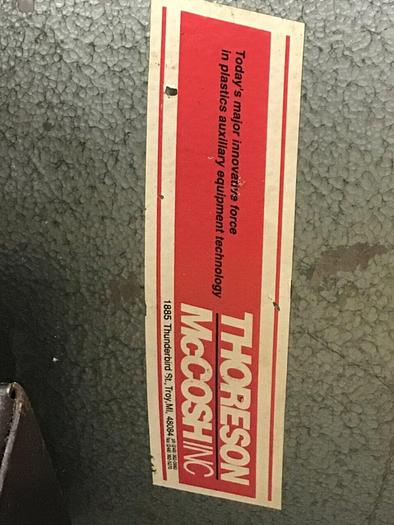 Today's major innovative force
in plastics auxiliary equipment technology
THORESON
McCOSH INC
1885 Thunderbird St., Troy, MI. 48084